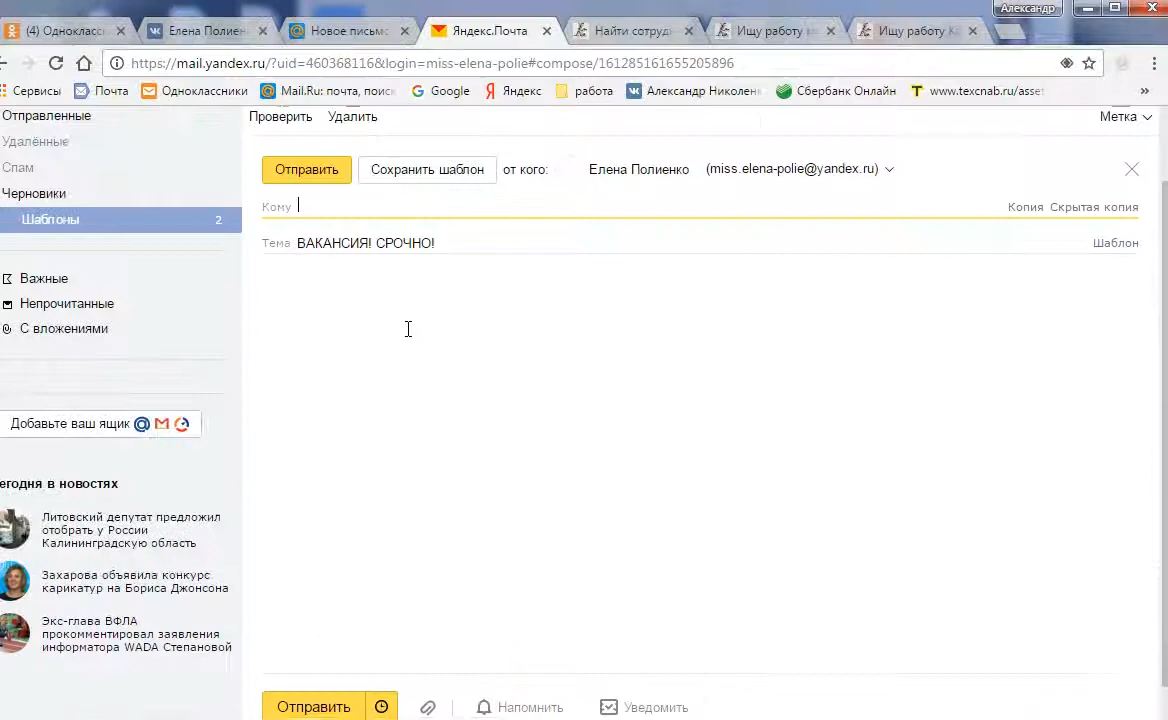 Александр
(4) Одноклас
Елена Полиен
Новое письмо
Яндекс.Почта
Найти сотруд
Ищу работу
Ищу работу К
https://mail.yandex.ru/?uid=460368116&login=miss-elena-polie#compose/161285161655205896
Сервисы
Почта
Одноклассники
Mail.Ru: почта, поиск
Google
Яндекс
работа
Александр Николен
Сбербанк Онлайн
www.texcnab.ru/asset
»
Отправленные
Проверить
Удалить
Метка
Удалённые
Спам
Черновики
Шаблоны 2
Отправить
Сохранить шаблон
от кого:
Елена Полиенко
(miss.elena-polie@yandex.ru)
Кому
Копия
Скрытая копия
Тема ВАКАНСИЯ! СРОЧНО!
Шаблон
Важные
Непрочитанные
С вложениями
Добавьте ваш ящик
егодня в новостях
Литовский депутат предложил
отобрать у России
Калининградскую область
Захарова объявила конкурс
карикатур на Бориса Джонсона
Экс-глава ВФЛА
прокомментировал заявления
информатора WADA Степановой
Отправить
Напомнить
Уведомить